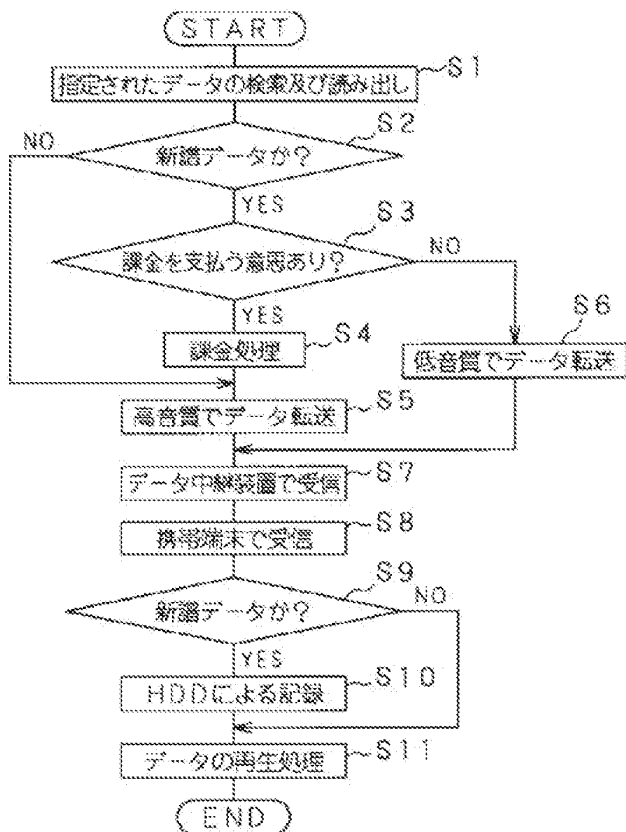 START
指定されたデータの検索及び読み出し
S1
S2
NO
新譜データか?
YES
S3
課金を支払う意思あり?
NO
YES
S4
課金処理
S6
低音質でデータ転送
S5
高音質でデータ転送
S7
データ中継装置で受信
S8
携帯端末で受信
S9
新譜データか?
NO
YES
S10
HDDによる記録
S11
データの再生処理
END